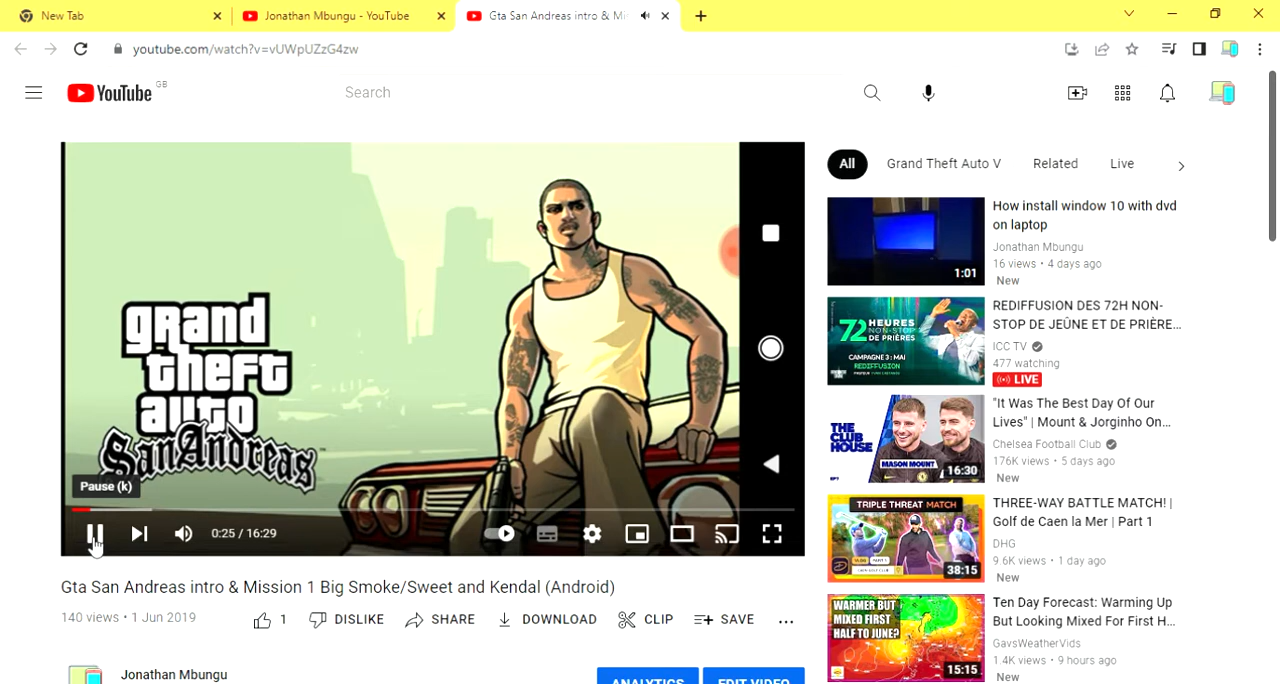 New Tab
Jonathan Mbungu - YouTube
Gta San Andreas intro & Mi
youtube.com/watch?v=vUWpUZzG4zw
YouTube GB
Search
grand
theft
auto
SanAndreas™
Pause (k)
0:25 / 16:29
Gta San Andreas intro & Mission 1 Big Smoke/Sweet and Kendal (Android)
140 views • 1 Jun 2019
1
DISLIKE
SHARE
DOWNLOAD
CLIP
SAVE
Jonathan Mbungu
ANALYTICS
EDIT VIDEO
All
Grand Theft Auto V
Related
Live
How install window 10 with dvd
on laptop
Jonathan Mbungu
16 views • 4 days ago
New
1:01
72 HEURES
NON-STOP
DE PRIÈRES
CAMPAGNE 3: MAI
REDIFFUSION
REDIFFUSION DES 72H NON-
STOP DE JEÛNE ET DE PRIÈRE...
ICC TV
477 watching
LIVE
THE
CLUB
HOUSE
MASON MOUNT
16:30
"It Was The Best Day Of Our
Lives" | Mount & Jorginho On...
Chelsea Football Club
176K views • 5 days ago
New
TRIPLE THREAT MATCH
38:15
THREE-WAY BATTLE MATCH! |
Golf de Caen la Mer | Part 1
DHG
9.6K views • 1 day ago
New
WARMER BUT
MIXED FIRST
HALF TO JUNE?
15:15
Ten Day Forecast: Warming Up
But Looking Mixed For First H...
GavsWeatherVids
1.4K views • 9 hours ago
New